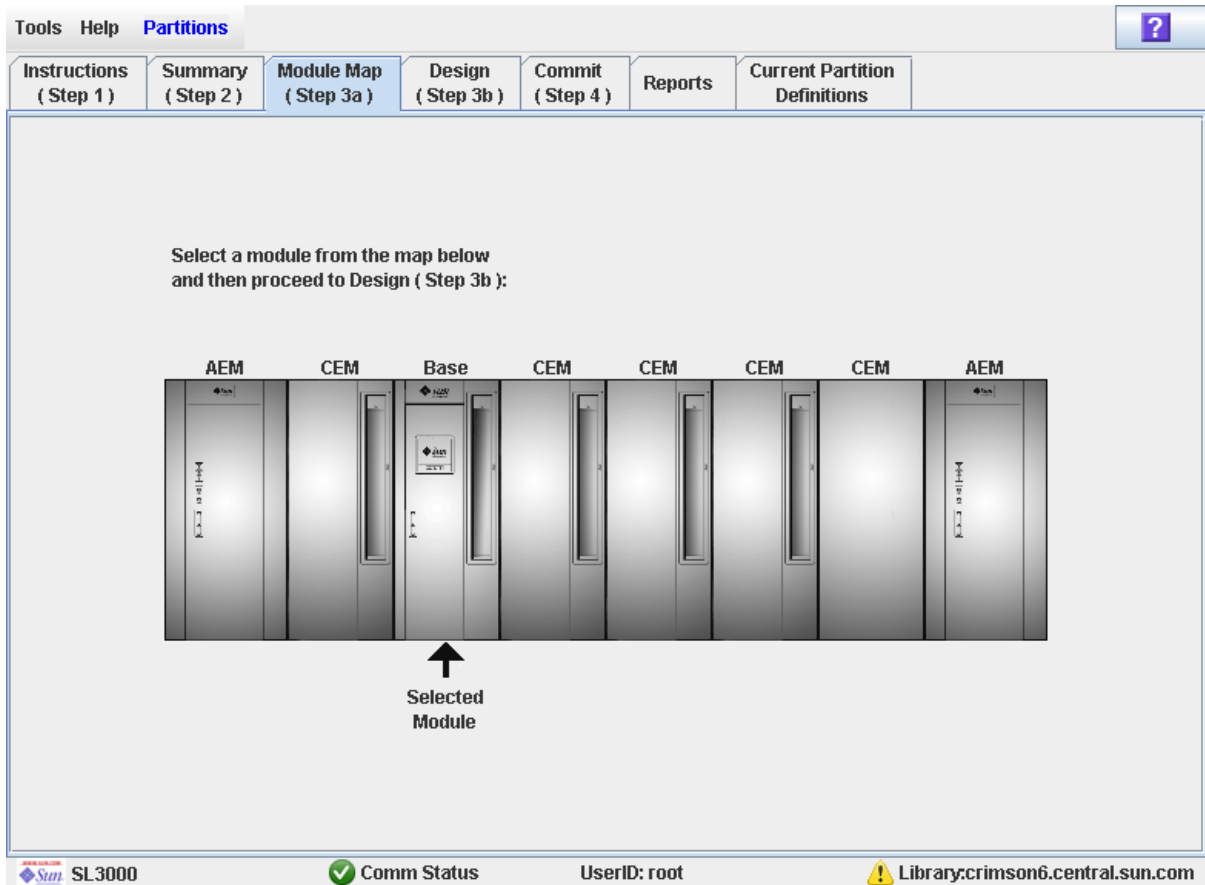 Tools Help Partitions
?
Instructions
( Step 1 )
Summary
( Step 2 )
Module Map
( Step 3a )
Design
( Step 3b )
Commit
( Step 4 )
Reports
Current Partition
Definitions
Select a module from the map below
and then proceed to Design ( Step 3b ):
AEM CEM Base CEM CEM CEM CEM AEM
Sun
Selected
Module
Sun SL3000
Comm Status
UserID: root
Library:crimson6.central.sun.com